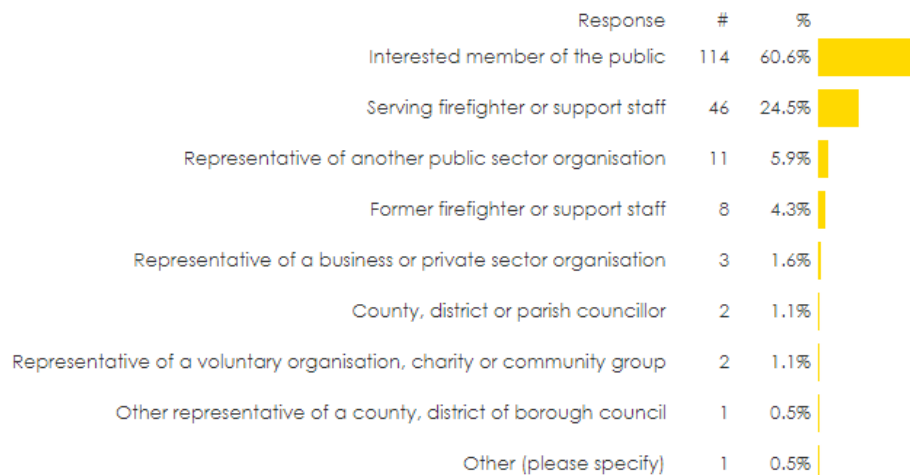 Response # %
Interested member of the public 114 60.6%
Serving firefighter or support staff 46 24.5%
Representative of another public sector organisation 11 5.9%
Former firefighter or support staff 8 4.3%
Representative of a business or private sector organisation 3 1.6%
County, district or parish councillor 2 1.1%
Representative of a voluntary organisation, charity or community group 2 1.1%
Other representative of a county, district of borough council 1 0.5%
Other (please specify) 1 0.5%